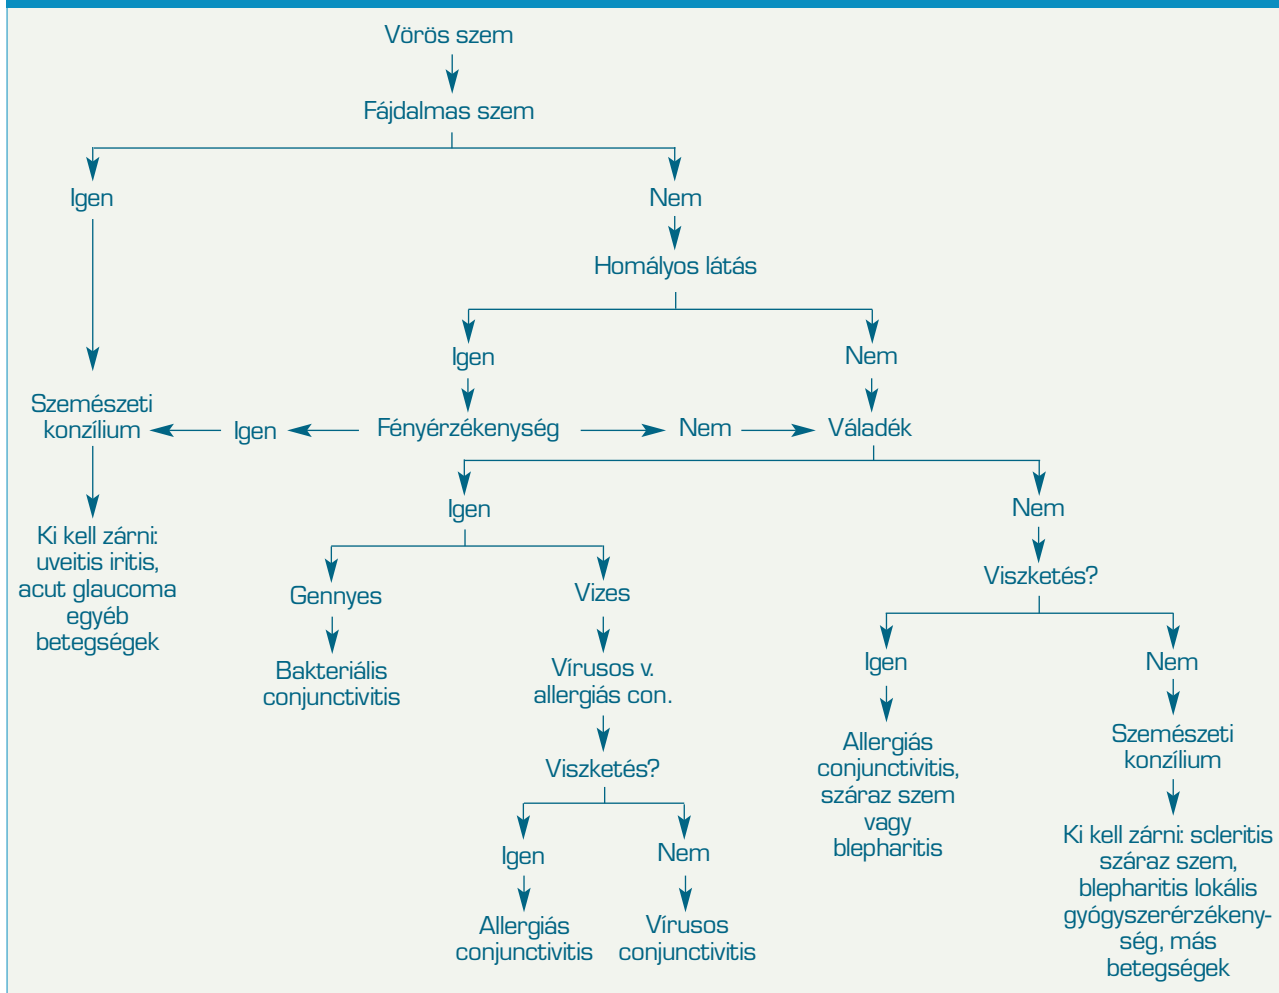 Vörös szem
Fájdalmas szem
Igen
Nem
Homályos látás
Igen
Nem
Szemészeti
konzílium
Igen
Fényérzékenység
Nem
Váladék
Igen
Nem
Ki kell zárni:
uveitis iritis,
acut glaucoma
egyéb
betegségek
Gennyes
Vizes
Viszketés?
Bakteriális
conjunctivitis
Vírusos v.
allergiás con.
Igen
Nem
Viszketés?
Allergiás
conjunctivitis,
száraz szem
vagy
blepharitis
Szemészeti
konzílium
Igen
Nem
Ki kell zárni: scleritis
száraz szem,
blepharitis lokális
gyógyszerérzékeny-
ség, más
betegségek
Allergiás
conjunctivitis
Vírusos
conjunctivitis